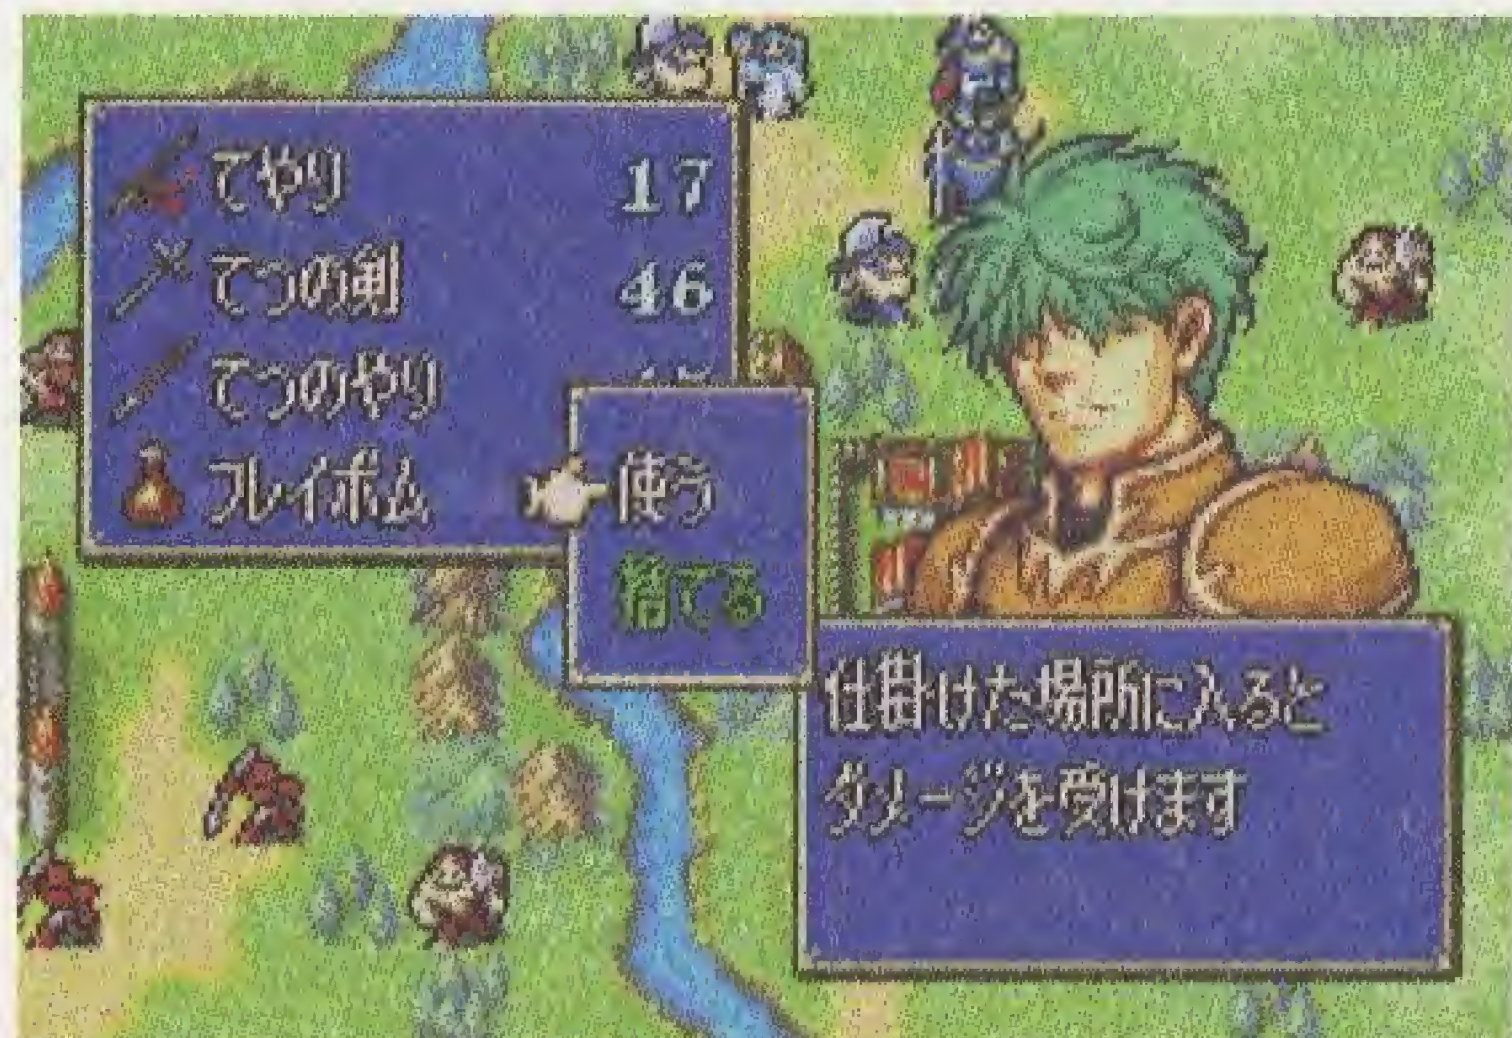 てやり 17
てつの剣 46
てつのやり
フレイボム
使う
捨てる
仕掛けた場所に入ると
ダメージを受けます